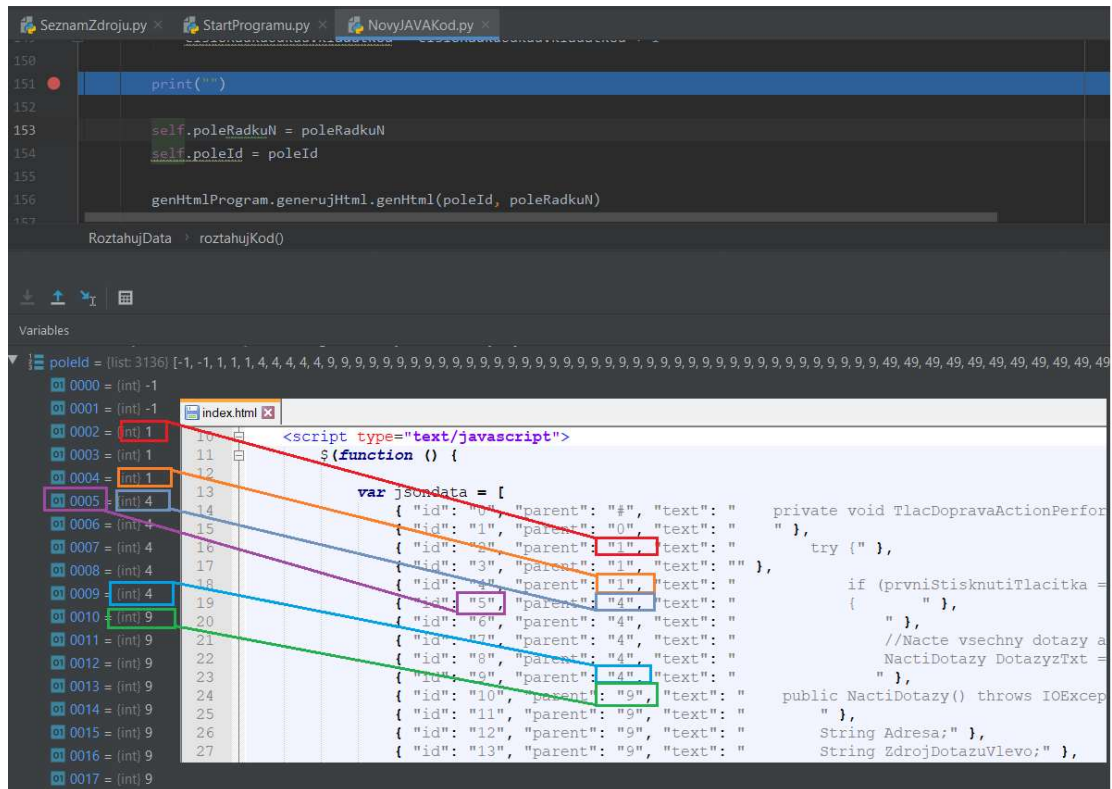 SeznamZdroju.py StartProgramu.py NovyJAVAKod.py
150
151 print("")
152
153 self.poleRadkuN = poleRadkuN
154 self.poleId = poleId
155
156 genHtmlProgram.generujHtml.genHtml(poleId, poleRadkuN)
157
RoztahujData roztahujKod()
Variables
poleId = {list: 3136} [-1, -1, 1, 1, 1, 4, 4, 4, 4, 4, 9, 9, 9, 9, 9, 9, 9, 9, 9, 9, 9, 9, 9, 9, 9, 9, 9, 9, 9, 9, 9, 9, 9, 9, 9, 9, 9, 9, 9, 9, 9, 9, 9, 9, 9, 9, 9, 9, 9, 9, 49, 49, 49, 49, 49, 49, 49, 49, 49
0000 = {int} -1
0001 = {int} -1
0002 = {int} 1
0003 = {int} 1
0004 = {int} 1
0005 = {int} 4
0006 = {int} 4
0007 = {int} 4
0008 = {int} 4
0009 = {int} 4
0010 = {int} 9
0011 = {int} 9
0012 = {int} 9
0013 = {int} 9
0014 = {int} 9
0015 = {int} 9
0016 = {int} 9
0017 = {int} 9
index.html
10 <script type="text/javascript">
11 $(function () {
12
13 var jsondata = [
14 { "id": "0", "parent": "#", "text": " private void TlacDopravaActionPerfor
15 { "id": "1", "parent": "0", "text": " " },
16 { "id": "2", "parent": "1", "text": " try {" },
17 { "id": "3", "parent": "1", "text": "" },
18 { "id": "4", "parent": "1", "text": " if (prvniStisknutiTlacitka =
19 { "id": "5", "parent": "4", "text": " { " },
20 { "id": "6", "parent": "4", "text": " " },
21 { "id": "7", "parent": "4", "text": " //Nacte vsechny dotazy a
22 { "id": "8", "parent": "4", "text": " NactiDotazy DotazyzTxt =
23 { "id": "9", "parent": "4", "text": " " },
24 { "id": "10", "parent": "9", "text": " public NactiDotazy() throws IOExcep
25 { "id": "11", "parent": "9", "text": " " },
26 { "id": "12", "parent": "9", "text": " String Adresa;" },
27 { "id": "13", "parent": "9", "text": " String ZdrojDotazuVlevo;" },